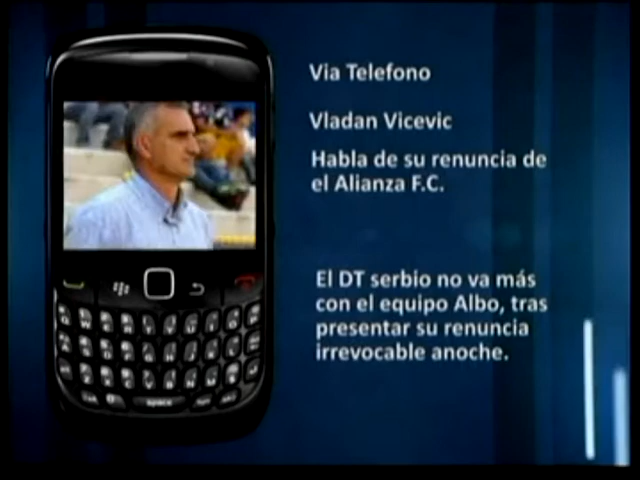 Via Telefono
Vladan Vicevic
Habla de su renuncia de
el Alianza F.C.
El DT serbio no va más
con el equipo Albo, tras
presentar su renuncia
irrevocable anoche.